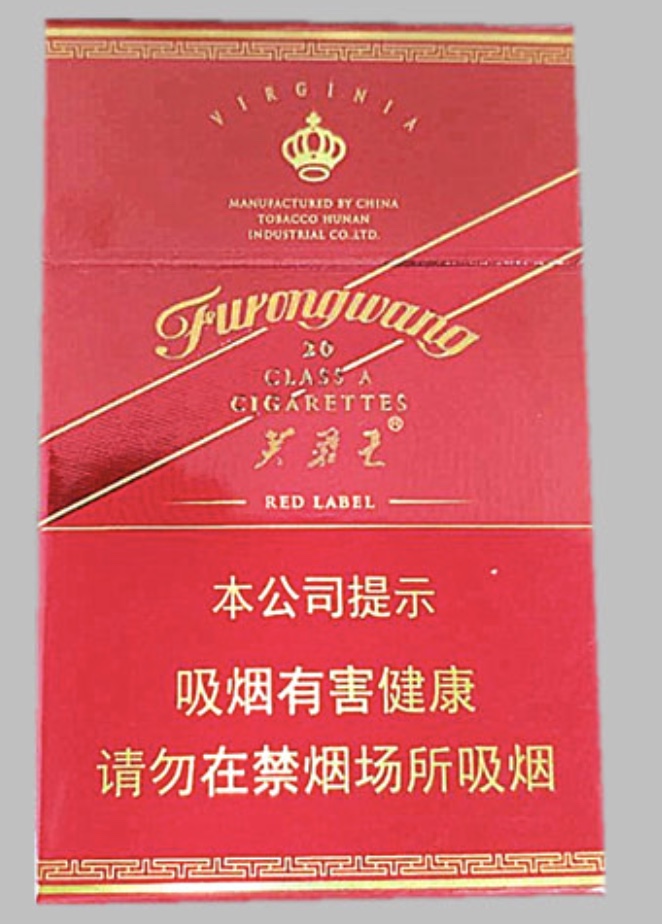 VIRGINIA
MANUFACTURED BY CHINA
TOBACCO HUNAN
INDUSTRIAL CO.,LTD.
Furongwang
20
CLASS A
CIGARETTES
芙蓉王®
RED LABEL
本公司提示
吸烟有害健康
请勿在禁烟场所吸烟